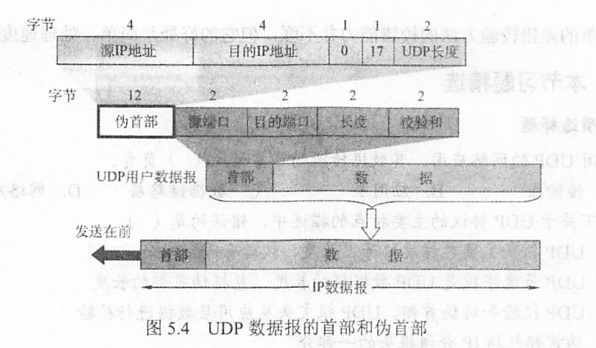 字节 4 4 1 1 2
源IP地址 目的IP地址 0 17 UDP长度
字节 12 2 2 2 2
伪首部 源端口 目的端口 长度 校验和
UDP用户数据报 首部 数 据
发送在前
首部 数 据
IP数据报
图 5.4 UDP 数据报的首部和伪首部